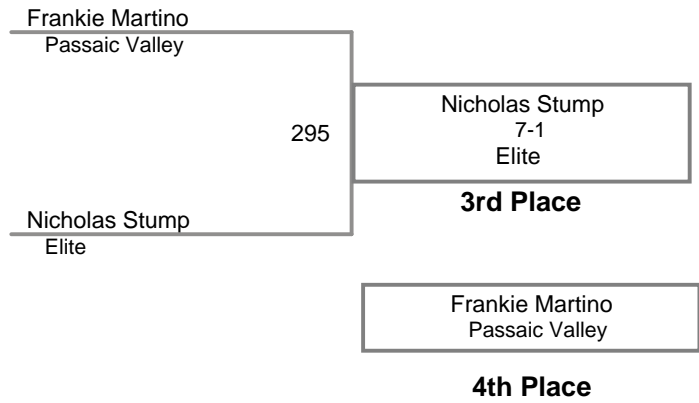 Frankie Martino
Passaic Valley
295
Nicholas Stump
7-1
Elite
3rd Place
Nicholas Stump
Elite
Frankie Martino
Passaic Valley
4th Place